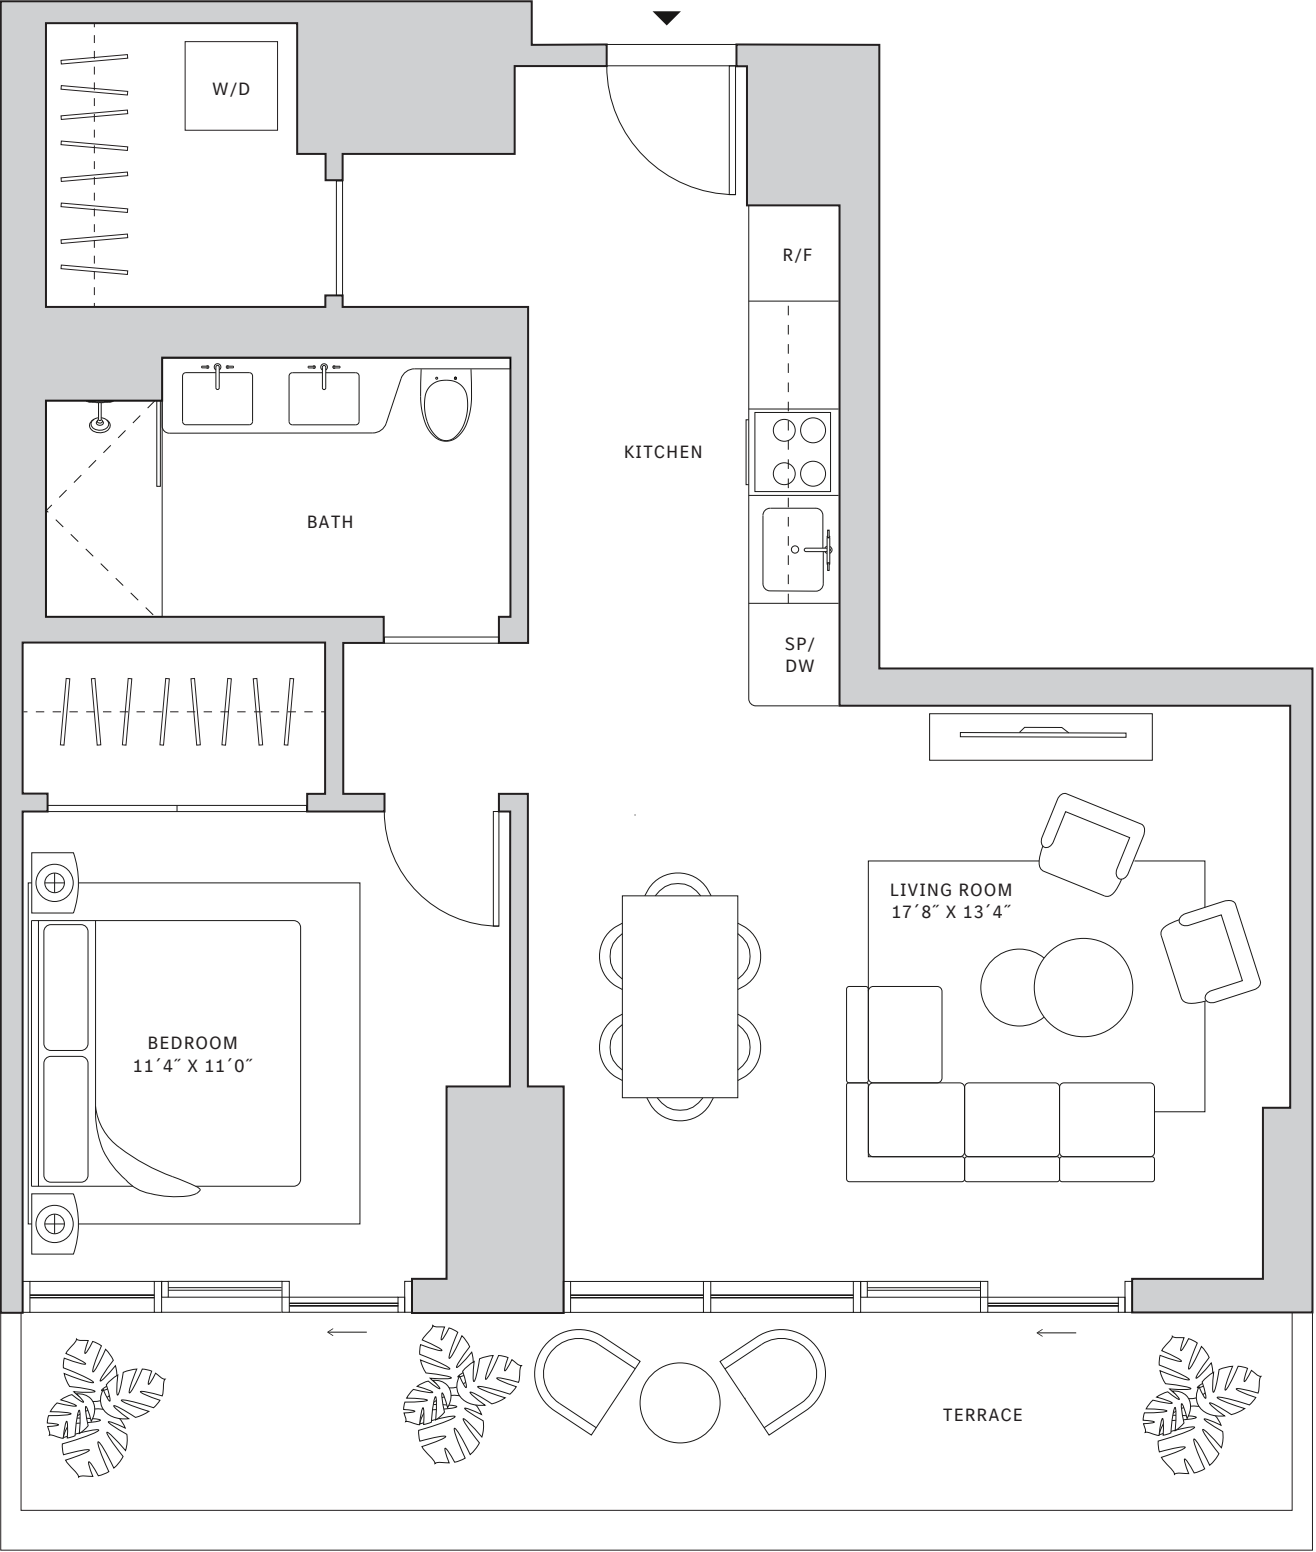 W/D
R/F
KITCHEN
BATH
SP/
DW
LIVING ROOM
17´8˝ X 13´4˝
BEDROOM
11´4˝ X 11´0˝
TERRACE